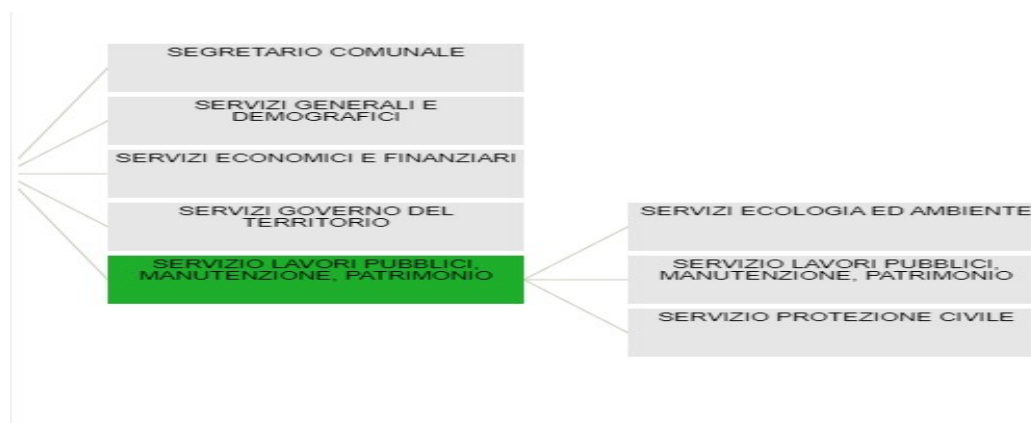 SEGRETARIO COMUNALE
SERVIZI GENERALI E
DEMOGRAFICI
SERVIZI ECONOMICI E FINANZIARI
SERVIZI GOVERNO DEL
TERRITORIO
SERVIZIO LAVORI PUBBLICI,
MANUTENZIONE, PATRIMONIO
SERVIZI ECOLOGIA ED AMBIENTE
SERVIZIO LAVORI PUBBLICI,
MANUTENZIONE, PATRIMONIO
SERVIZIO PROTEZIONE CIVILE